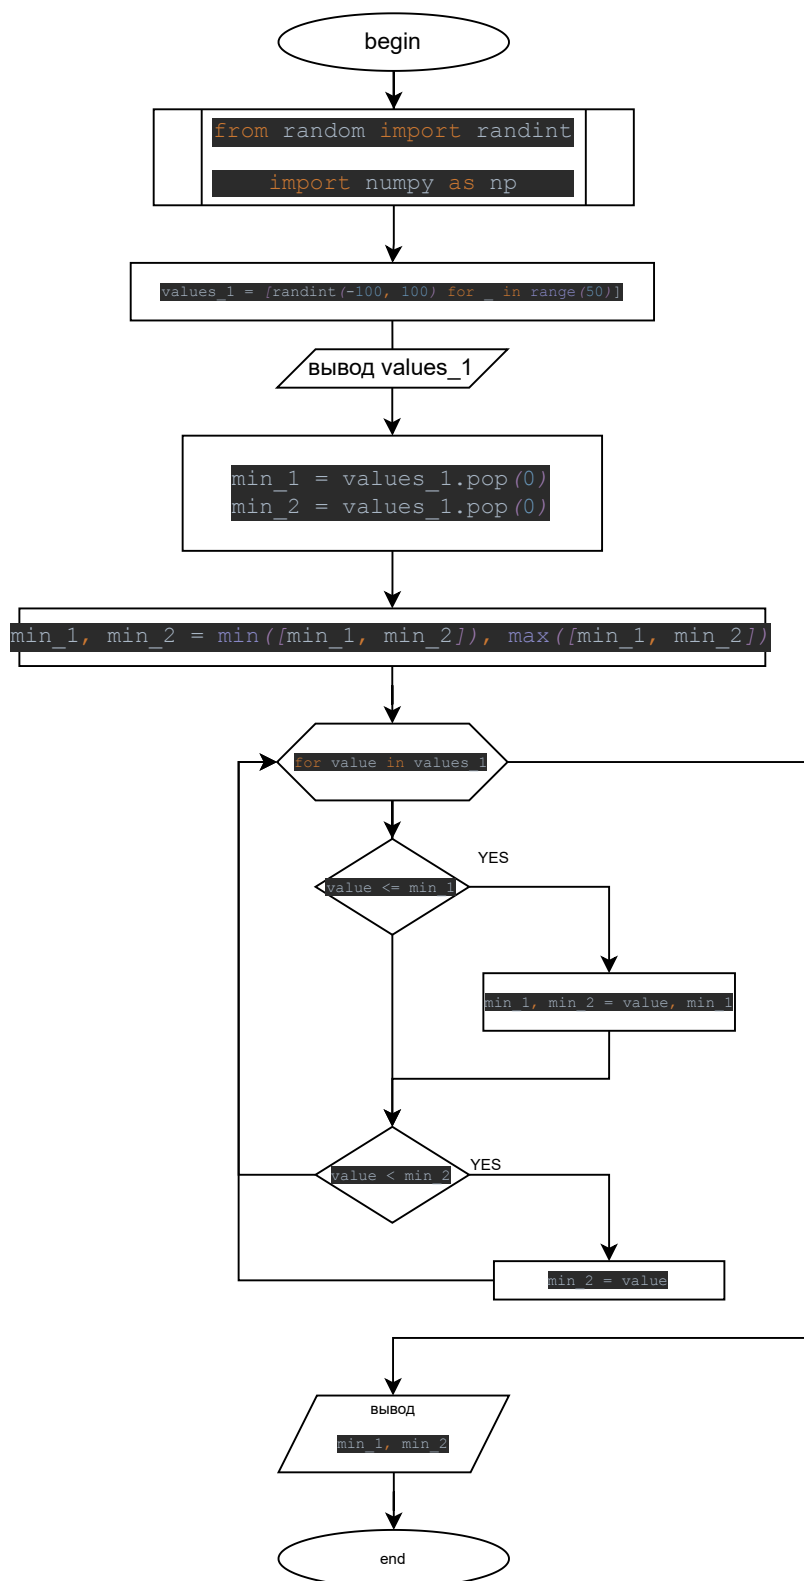 begin
from random import randint
import numpy as np
values_1 = [randint(-100, 100) for _ in range(50)]
вывод values_1
min_1 = values_1.pop(0)
min_2 = values_1.pop(0)
min_1, min_2 = min([min_1, min_2]), max([min_1, min_2])
for value in values_1
YES
value <= min_1
min_1, min_2 = value, min_1
YES
value < min_2
min_2 = value
вывод
min_1, min_2
end